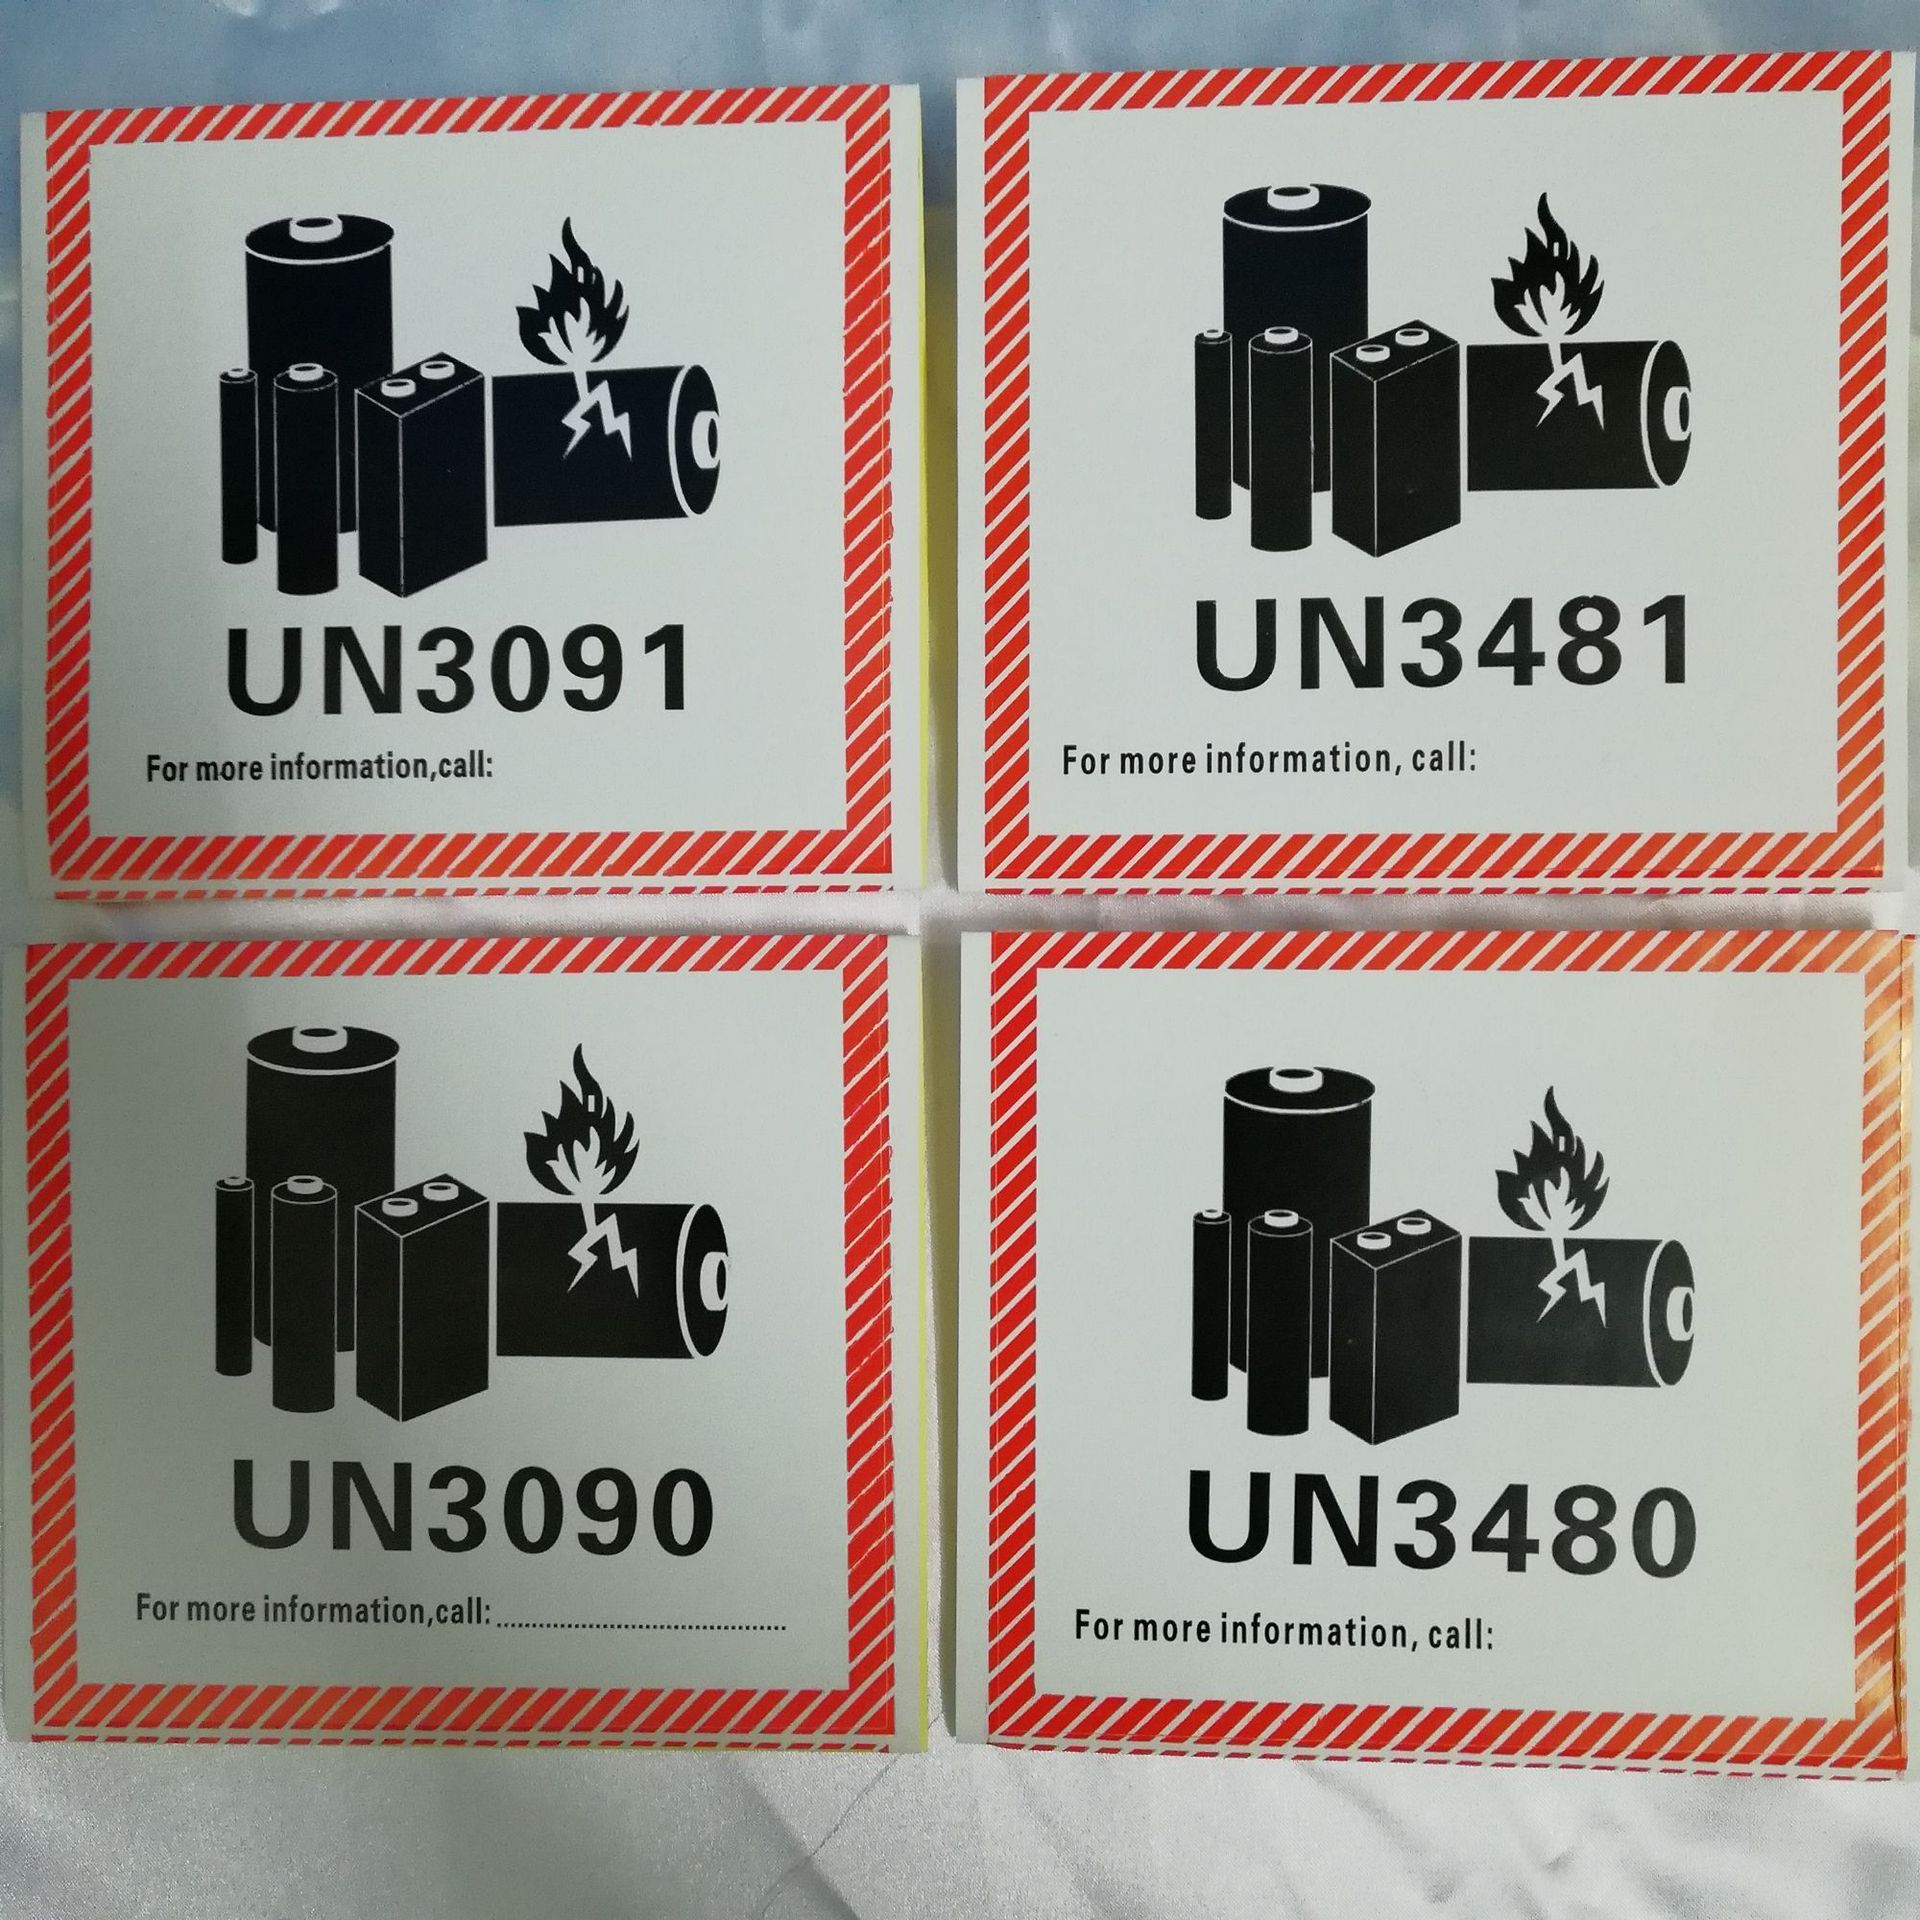 UN3091
For more information,call:
UN3481
For more information, call:
UN3090
For more information,call:.......................................
UN3480
For more information, call: